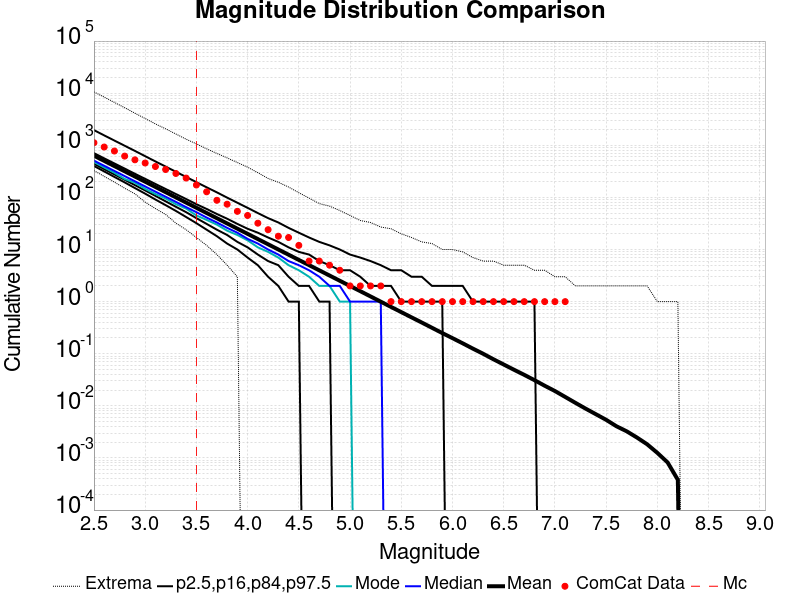 Magnitude Distribution Comparison
10^5
10^4
10^3
10^2
10^1
10^0
10^-1
10^-2
10^-3
10^-4
Cumulative Number
2.5 3.0 3.5 4.0 4.5 5.0 5.5 6.0 6.5 7.0 7.5 8.0 8.5 9.0
Magnitude
Extrema p2.5,p16,p84,p97.5 Mode Median Mean ComCat Data Mc